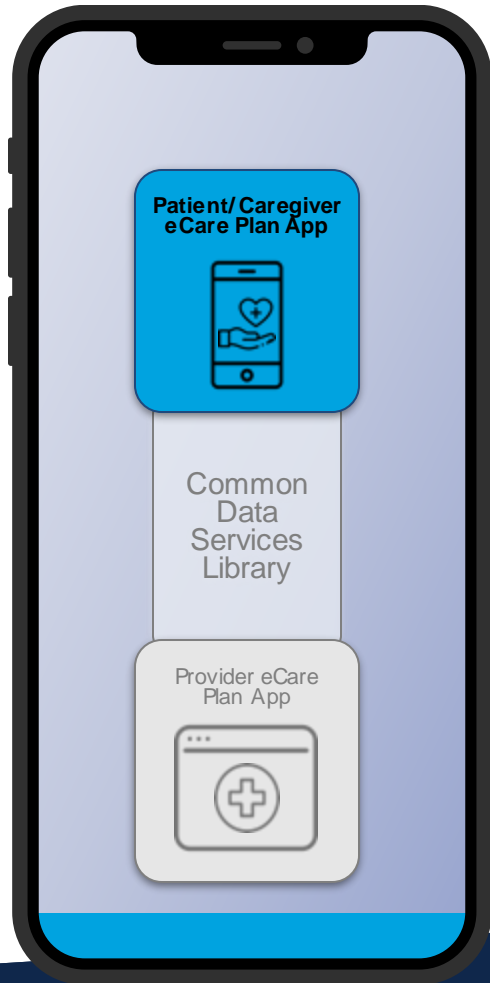 Patient/Caregiver
eCare Plan App
Common
Data
Services
Library
Provider eCare
Plan App